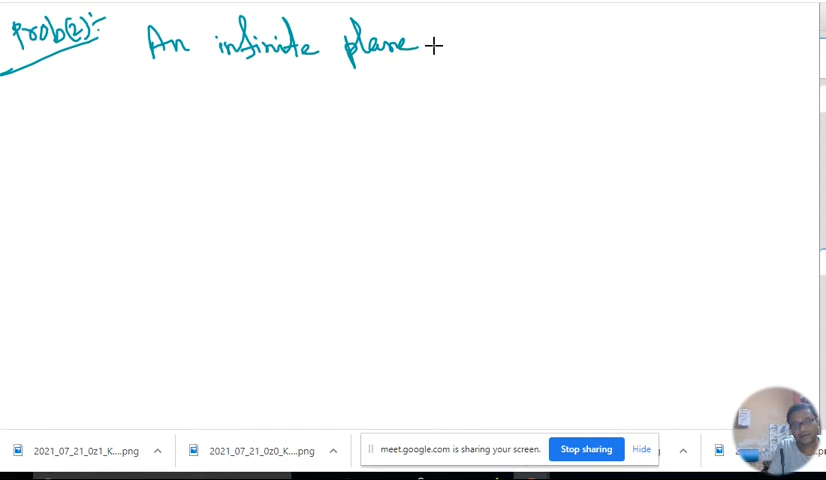 Prob(2):-
An infinite plane
2021_07_21_0z1_K....png
2021_07_21_0z0_K....png
meet.google.com is sharing your screen.
Stop sharing
Hide